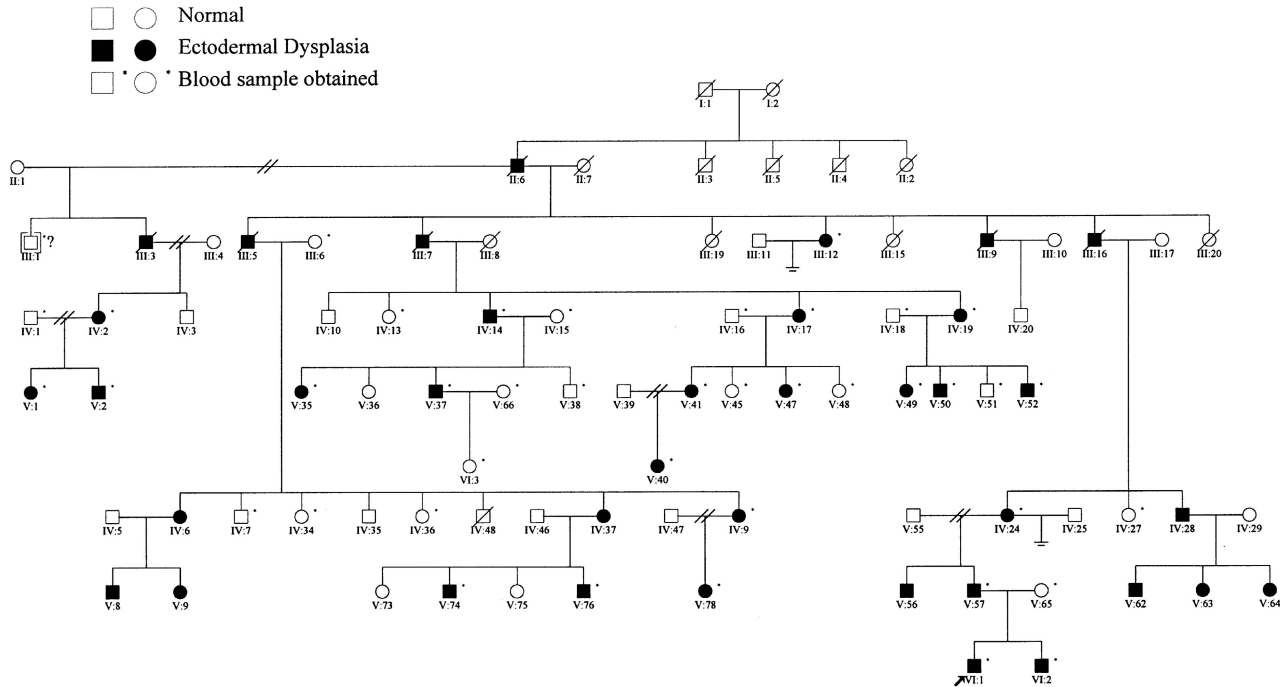 Normal
Ectodermal Dysplasia
* * Blood sample obtained
I:1 I:2
II:1 II:6 II:7 II:3 II:5 II:4 II:2
*? * *
III:1 III:3 III:4 III:5 III:6 III:7 III:8 III:19 III:11 III:12 III:15 III:9 III:10 III:16 III:17 III:20
* * * * * * * * *
IV:1 IV:2 IV:3 IV:10 IV:13 IV:14 IV:15 IV:16 IV:17 IV:18 IV:19 IV:20
* * * * * * * * * * * * * *
V:1 V:2 V:35 V:36 V:37 V:66 V:38 V:39 V:41 V:45 V:47 V:48 V:49 V:50 V:51 V:52
* *
VI:3 V:40
* * * * * *
IV:5 IV:6 IV:7 IV:34 IV:35 IV:36 IV:48 IV:46 IV:37 IV:47 IV:9 V:55 IV:24 IV:25 IV:27 IV:28 IV:29
* * * * *
V:8 V:9 V:73 V:74 V:75 V:76 V:78 V:56 V:57 V:65 V:62 V:63 V:64
* *
VI:1 VI:2